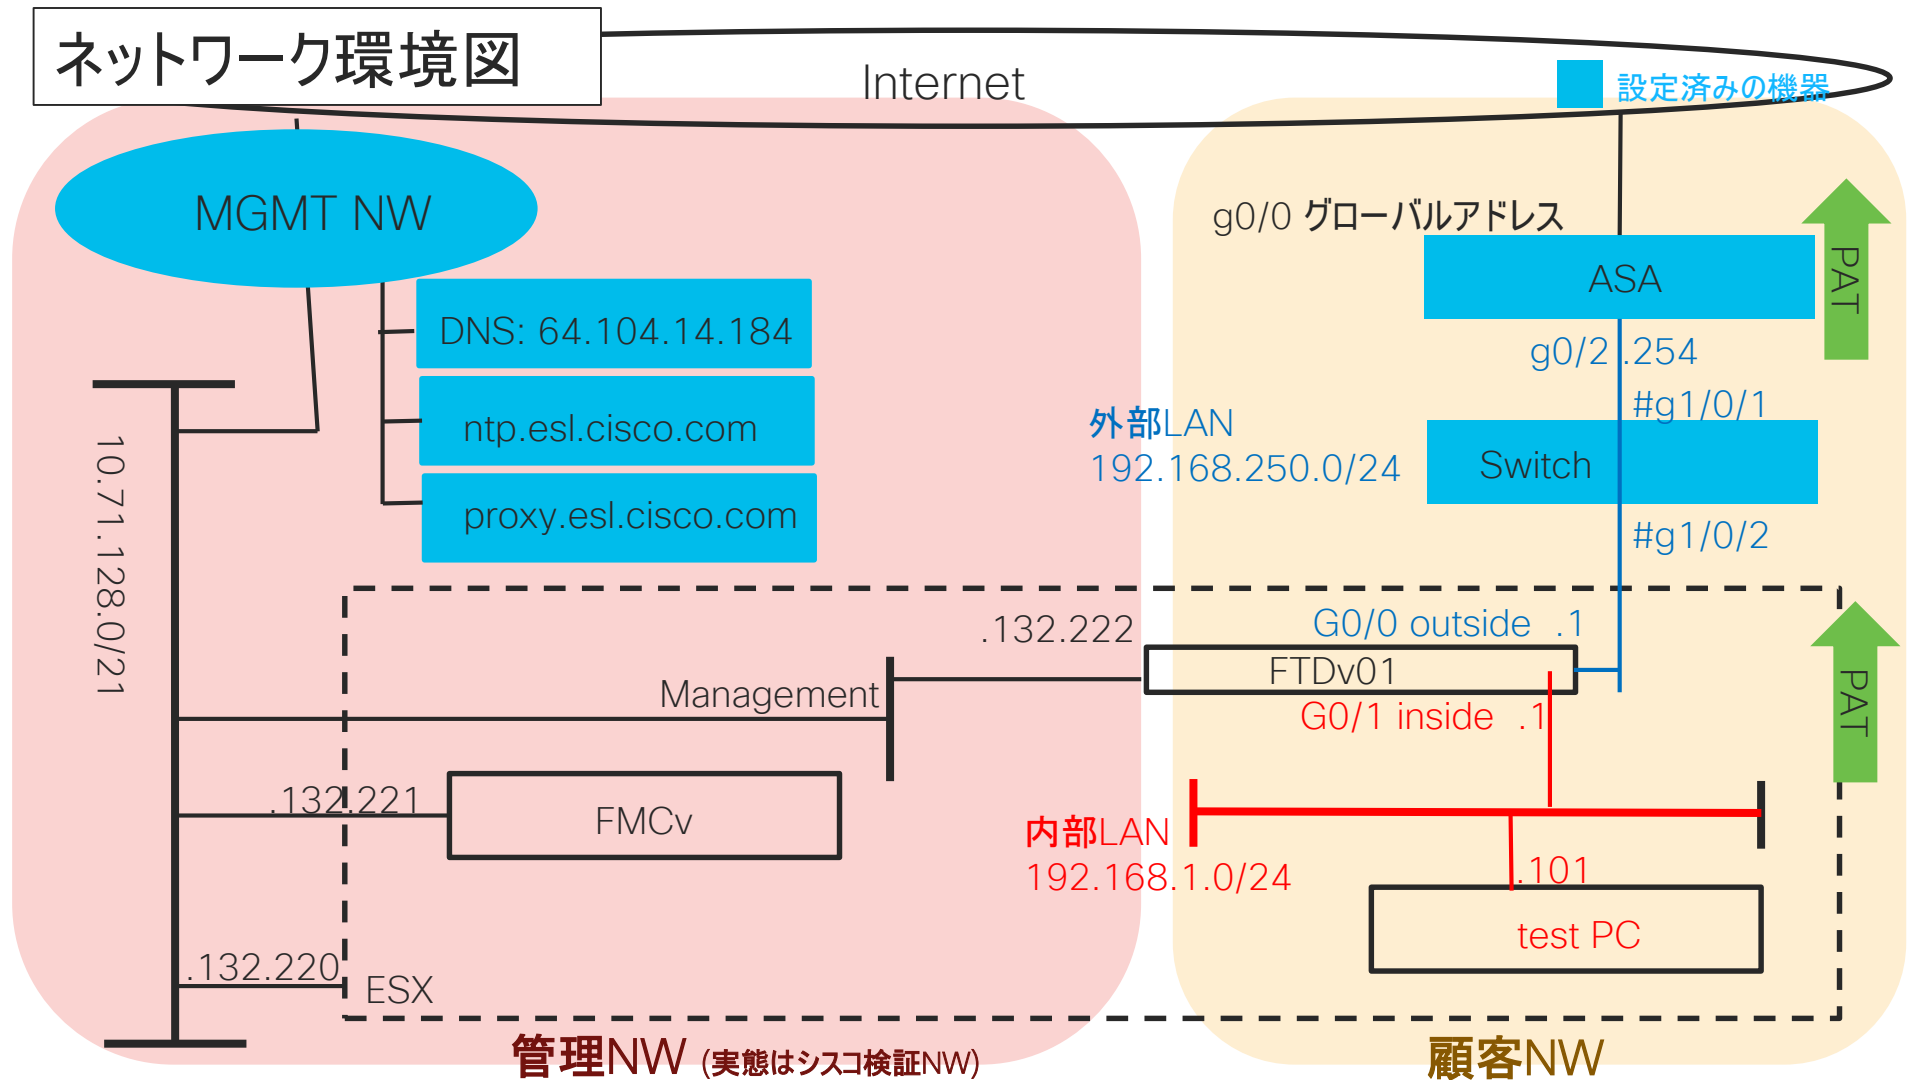 ネットワーク環境図
Internet
設定済みの機器
MGMT NW
g0/0 グローバルアドレス
ASA
PAT
DNS: 64.104.14.184
g0/2 .254
#g1/0/1
ntp.esl.cisco.com
外部LAN
192.168.250.0/24
Switch
proxy.esl.cisco.com
#g1/0/2
10.71.128.0/21
.132.222
G0/0 outside .1
FTDv01
Management
G0/1 inside .1
PAT
.132.221
FMCv
内部LAN
192.168.1.0/24
.101
test PC
.132.220
ESX
管理NW (実態はシスコ検証NW)
顧客NW